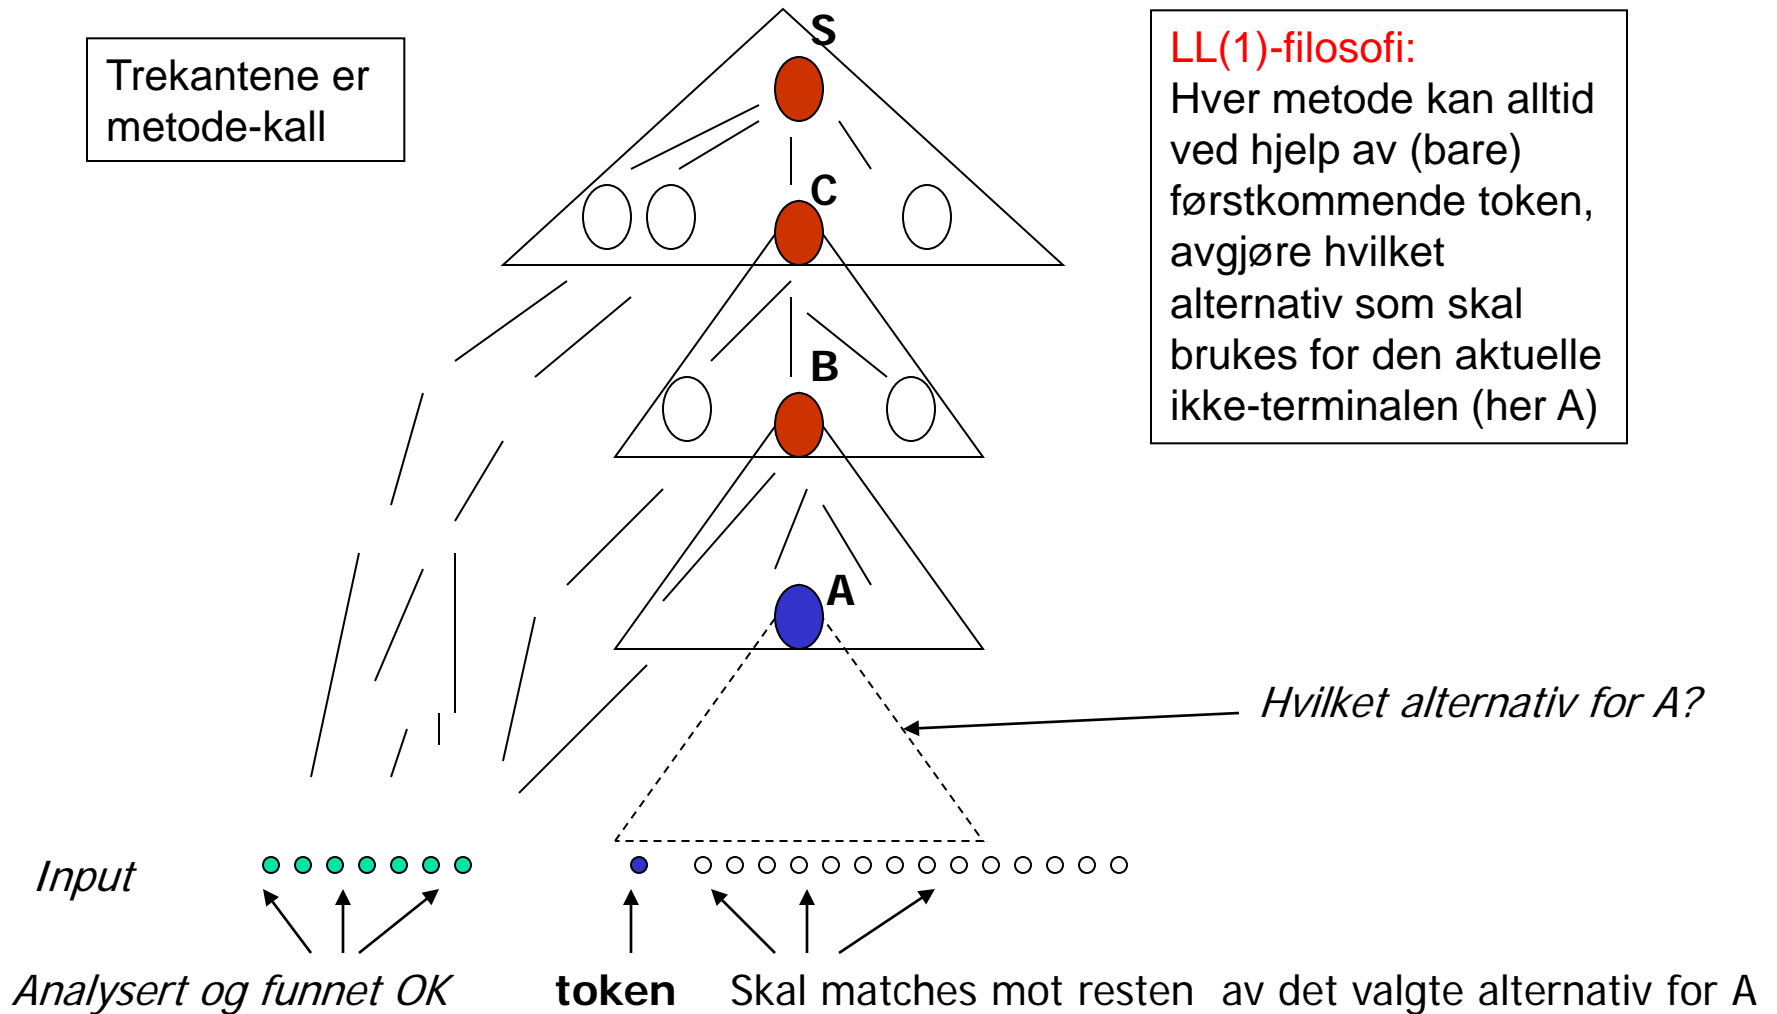 Trekantene er
metode-kall
S
C
B
A
LL(1)-filosofi:
Hver metode kan alltid
ved hjelp av (bare)
førstkommende token,
avgjøre hvilket
alternativ som skal
brukes for den aktuelle
ikke-terminalen (her A)
Hvilket alternativ for A?
Input
Analysert og funnet OK
token
Skal matches mot resten av det valgte alternativ for A